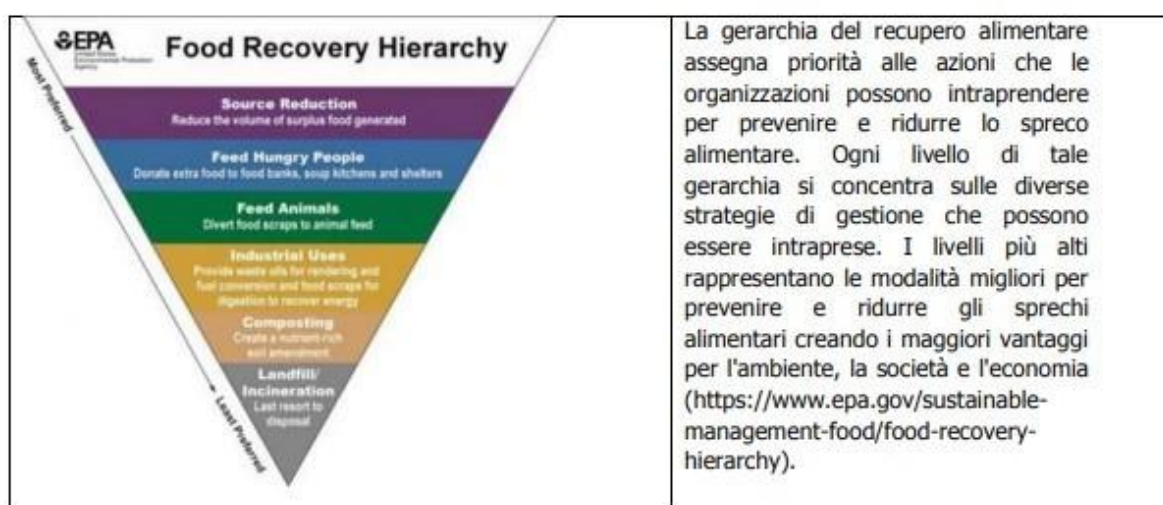 EPA
United States
Environmental Protection
Agency
Food Recovery Hierarchy
Most Preferred
Source Reduction
Reduce the volume of surplus food generated
Feed Hungry People
Donate extra food to food banks, soup kitchens and shelters
Feed Animals
Divert food scraps to animal feed
Industrial Uses
Provide waste oils for rendering and
fuel conversion and food scraps for
digestion to recover energy
Composting
Create a nutrient-rich
soil amendment
Landfill/
Incineration
Last resort to
disposal
Least Preferred
La gerarchia del recupero alimentare
assegna priorità alle azioni che le
organizzazioni possono intraprendere
per prevenire e ridurre lo spreco
alimentare. Ogni livello di tale
gerarchia si concentra sulle diverse
strategie di gestione che possono
essere intraprese. I livelli più alti
rappresentano le modalità migliori per
prevenire e ridurre gli sprechi
alimentari creando i maggiori vantaggi
per l'ambiente, la società e l'economia
(https://www.epa.gov/sustainable-
management-food/food-recovery-
hierarchy).